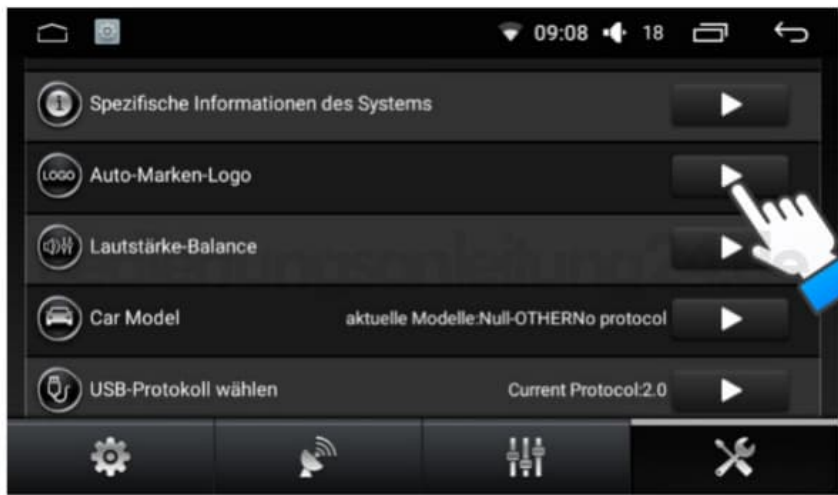 09:08 18
Spezifische Informationen des Systems
LOGO Auto-Marken-Logo
Lautstärke-Balance
Car Model aktuelle Modelle:Null-OTHERNo protocol
USB-Protokoll wählen Current Protocol:2.0